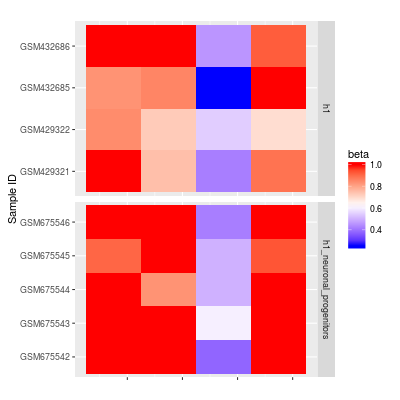 GSM432686
GSM432685
GSM429322
GSM429321
h1
GSM675546
GSM675545
GSM675544
GSM675543
GSM675542
h1_neuronal_progenitors
Sample ID
beta
1.0
0.8
0.6
0.4